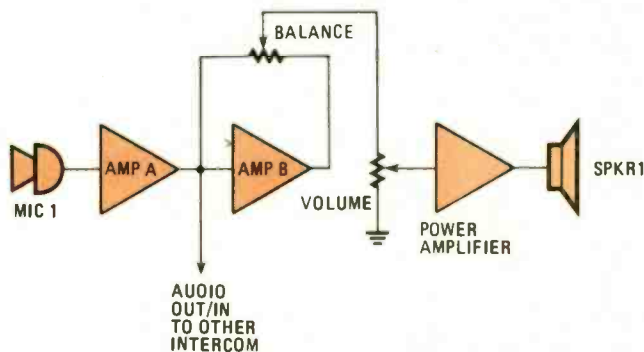 BALANCE
AMP A
AMP B
MIC 1
VOLUME
SPKR1
POWER
AMPLIFIER
AUOIO
OUT/IN
TO OTHER
INTERCOM